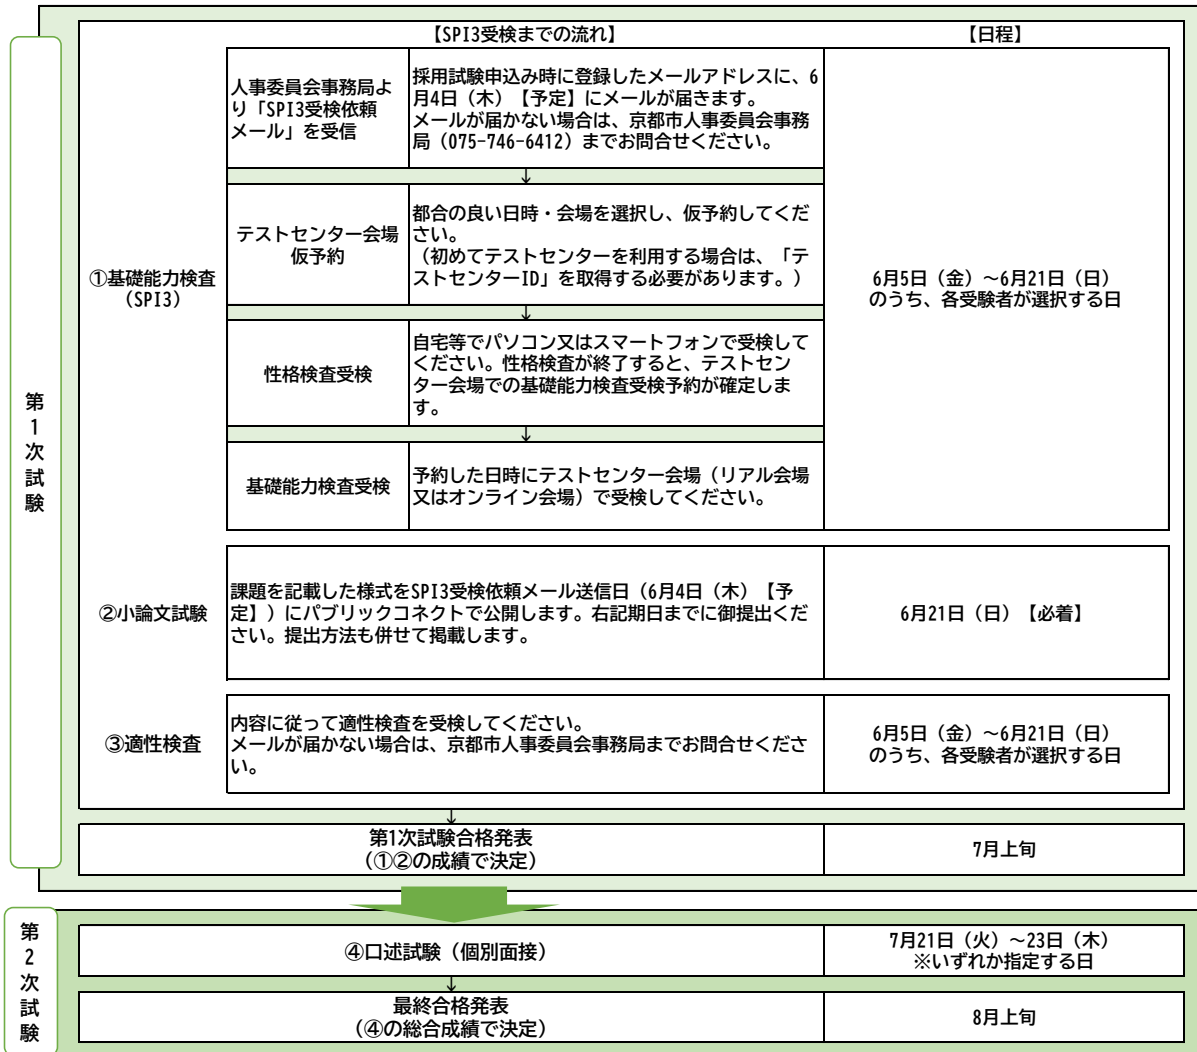 【SPI3受検までの流れ】
【日程】
第1次試験
①基礎能力検査
(SPI3)
人事委員会事務局よ
り「SPI3受検依頼
メール」を受信
採用試験申込み時に登録したメールアドレスに、6
月4日（木）【予定】にメールが届きます。
メールが届かない場合は、京都市人事委員会事務
局（075-746-6412）までお問合せください。
↓
テストセンター会場
仮予約
都合の良い日時・会場を選択し、仮予約してくだ
さい。
（初めてテストセンターを利用する場合は、「テ
ストセンターID」を取得する必要があります。）
↓
性格検査受検
自宅等でパソコン又はスマートフォンで受検して
ください。性格検査が終了すると、テストセン
ター会場での基礎能力検査受検予約が確定しま
す。
↓
基礎能力検査受検
予約した日時にテストセンター会場（リアル会場
又はオンライン会場）で受検してください。
6月5日（金）～6月21日（日）
のうち、各受験者が選択する日
②小論文試験
課題を記載した様式をSPI3受検依頼メール送信日（6月4日（木）【予
定】）にパブリックコネクトで公開します。右記期日までに御提出くだ
さい。提出方法も併せて掲載します。
6月21日（日）【必着】
③適性検査
内容に従って適性検査を受検してください。
メールが届かない場合は、京都市人事委員会事務局までお問合せくださ
い。
6月5日（金）～6月21日（日）
のうち、各受験者が選択する日
↓
第1次試験合格発表
(①②の成績で決定)
7月上旬
第2次試験
④口述試験（個別面接）
7月21日（火）～23日（木）
※いずれか指定する日
↓
最終合格発表
(④の総合成績で決定)
8月上旬